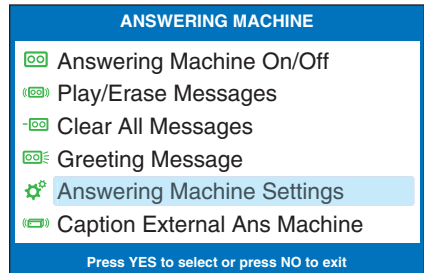 ANSWERING MACHINE
Answering Machine On/Off
Play/Erase Messages
Clear All Messages
Greeting Message
Answering Machine Settings
Caption External Ans Machine
Press YES to select or press NO to exit